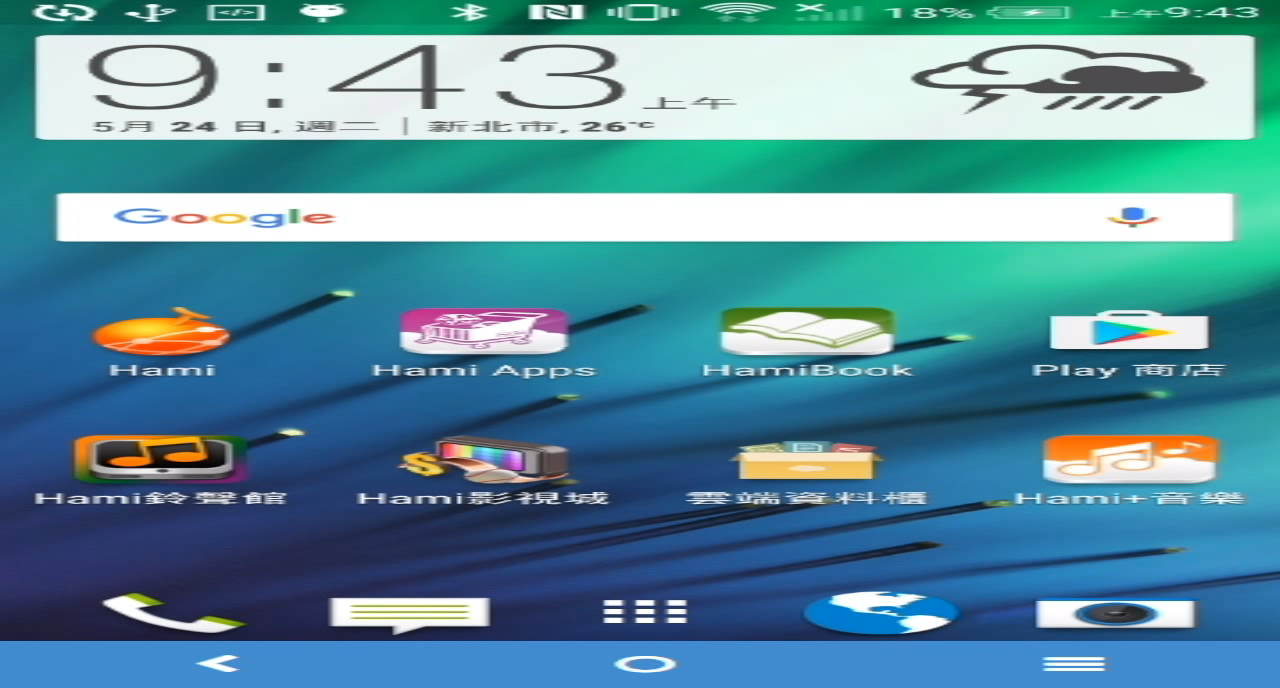 18% 上午9:43
9:43 上午
5月 24 日, 週二 | 新北市, 26°C
Google
Hami Hami Apps HamiBook Play 商店
Hami鈴聲館 Hami影視城 雲端資料櫃 Hami+音樂